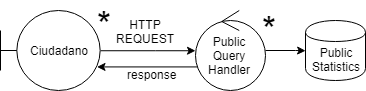 *
HTTP
REQUEST
*
Ciudadano
Public
Query
Handler
Public
Statistics
response